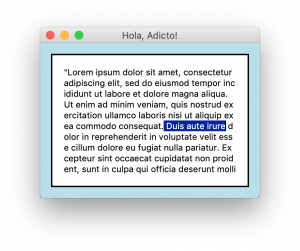 Hola, Adicto!
"Lorem ipsum dolor sit amet, consectetur
adipiscing elit, sed do eiusmod tempor inc
ididunt ut labore et dolore magna aliqua.
Ut enim ad minim veniam, quis nostrud ex
ercitation ullamco laboris nisi ut aliquip ex
ea commodo consequat. Duis aute irure d
olor in reprehenderit in voluptate velit ess
e cillum dolore eu fugiat nulla pariatur. Ex
cepteur sint occaecat cupidatat non proid
ent, sunt in culpa qui officia deserunt molli